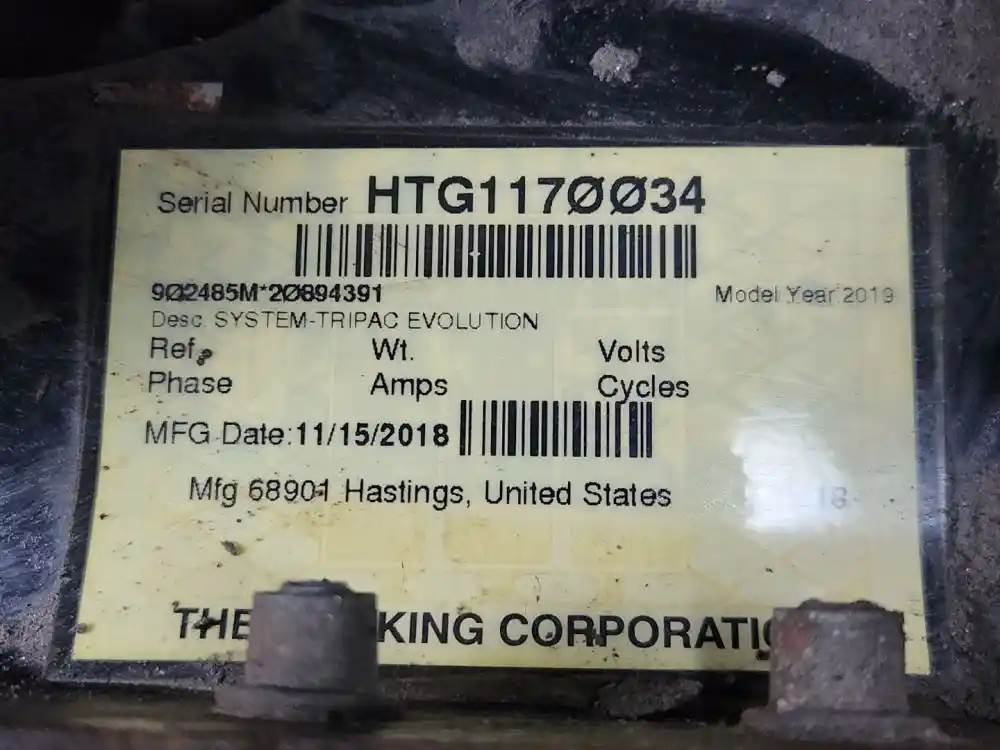 Serial Number HTG117ØØ34
9Ø2485M*2Ø894391 Model Year 2019
Desc. SYSTEM-TRIPAC EVOLUTION
Ref. Wt. Volts
Phase Amps Cycles
MFG Date:11/15/2018
Mfg 68901 Hastings, United States 18
KING